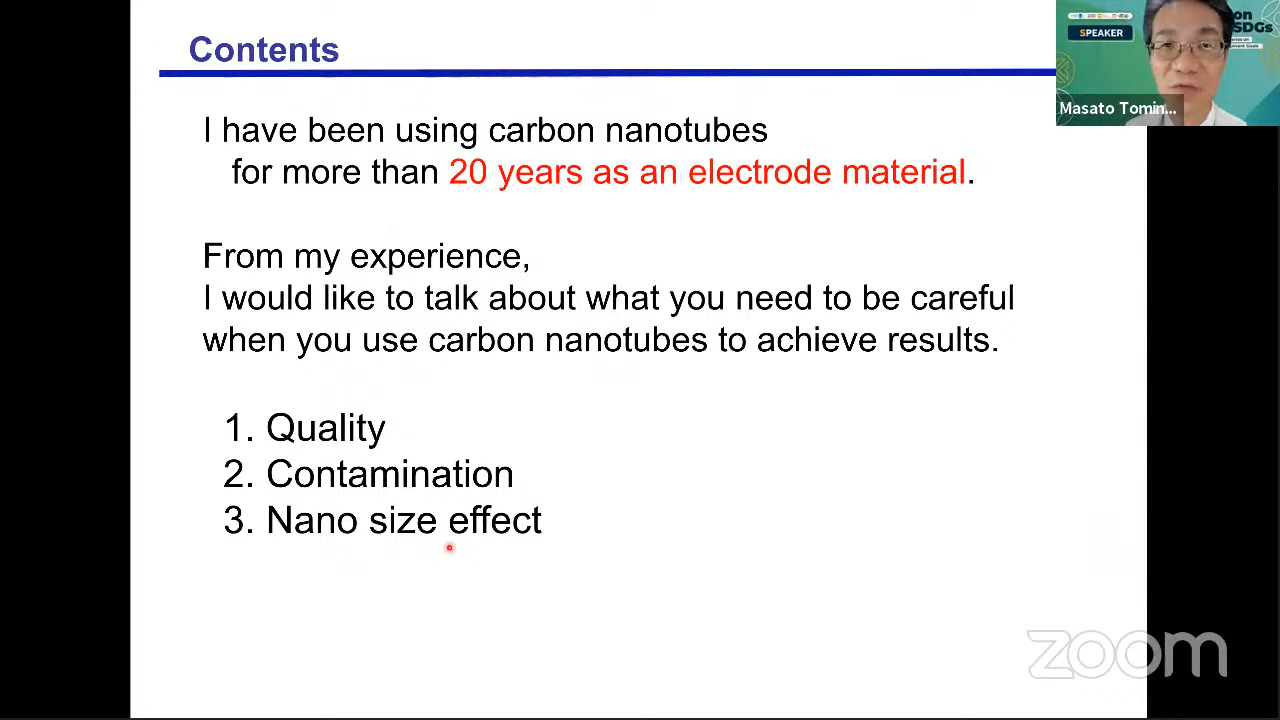 Contents
I have been using carbon nanotubes
for more than 20 years as an electrode material.
From my experience,
I would like to talk about what you need to be careful
when you use carbon nanotubes to achieve results.
1. Quality
2. Contamination
3. Nano size effect
SPEAKER
on
SDGs
Masato Tomin...
zoom